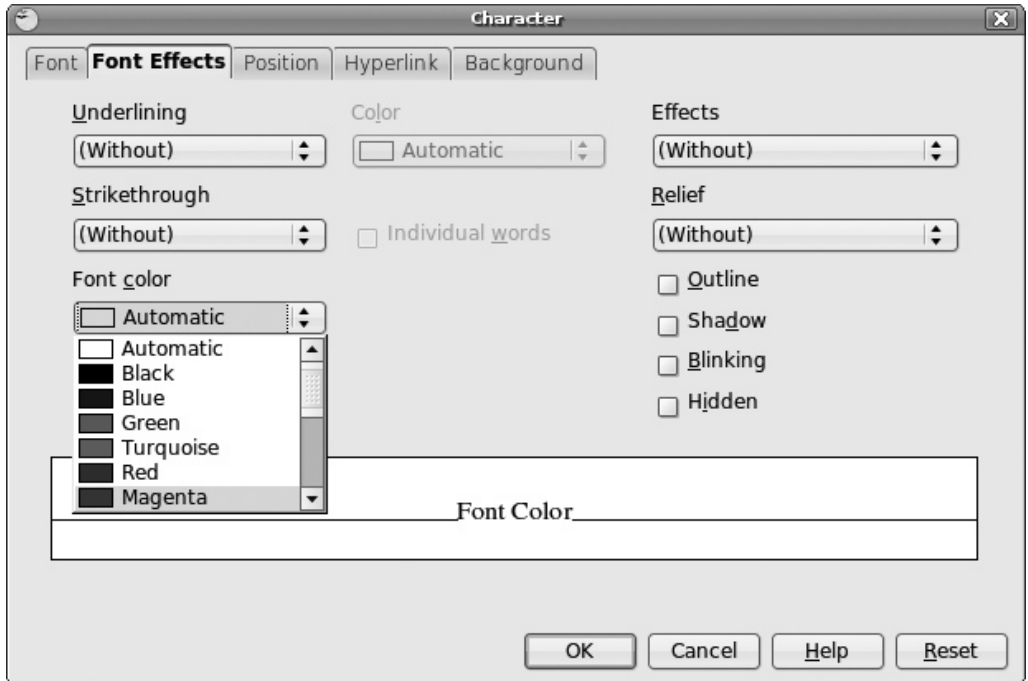 Character
Font Font Effects Position Hyperlink Background
Underlining Color Effects
(Without) Automatic (Without)
Strikethrough Relief
(Without) Individual words (Without)
Font color
Automatic
Outline
Shadow
Blinking
Hidden
Automatic
Black
Blue
Green
Turquoise
Red
Magenta
Font Color
OK Cancel Help Reset